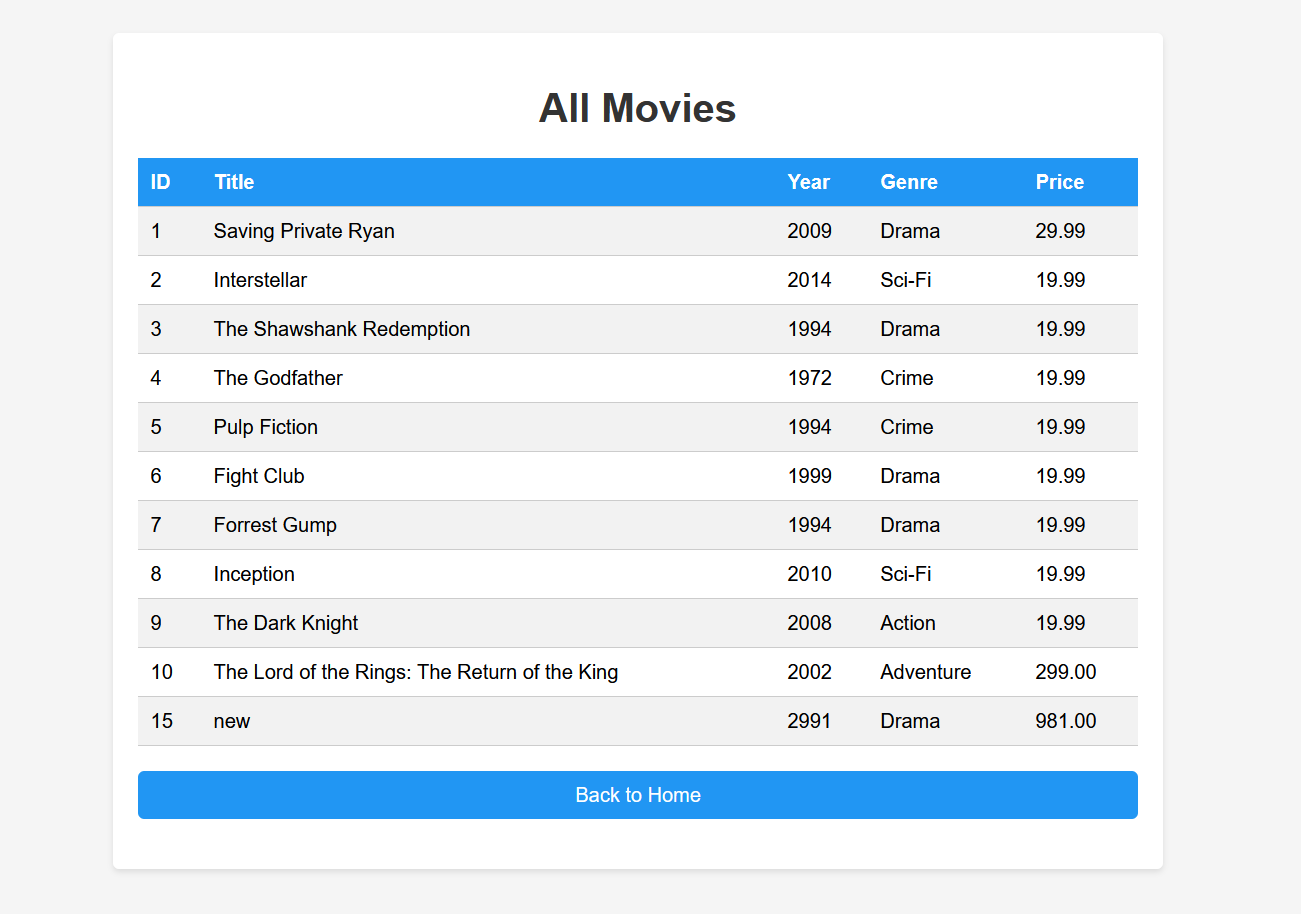 All Movies
ID Title Year Genre Price
1 Saving Private Ryan 2009 Drama 29.99
2 Interstellar 2014 Sci-Fi 19.99
3 The Shawshank Redemption 1994 Drama 19.99
4 The Godfather 1972 Crime 19.99
5 Pulp Fiction 1994 Crime 19.99
6 Fight Club 1999 Drama 19.99
7 Forrest Gump 1994 Drama 19.99
8 Inception 2010 Sci-Fi 19.99
9 The Dark Knight 2008 Action 19.99
10 The Lord of the Rings: The Return of the King 2002 Adventure 299.00
15 new 2991 Drama 981.00
Back to Home